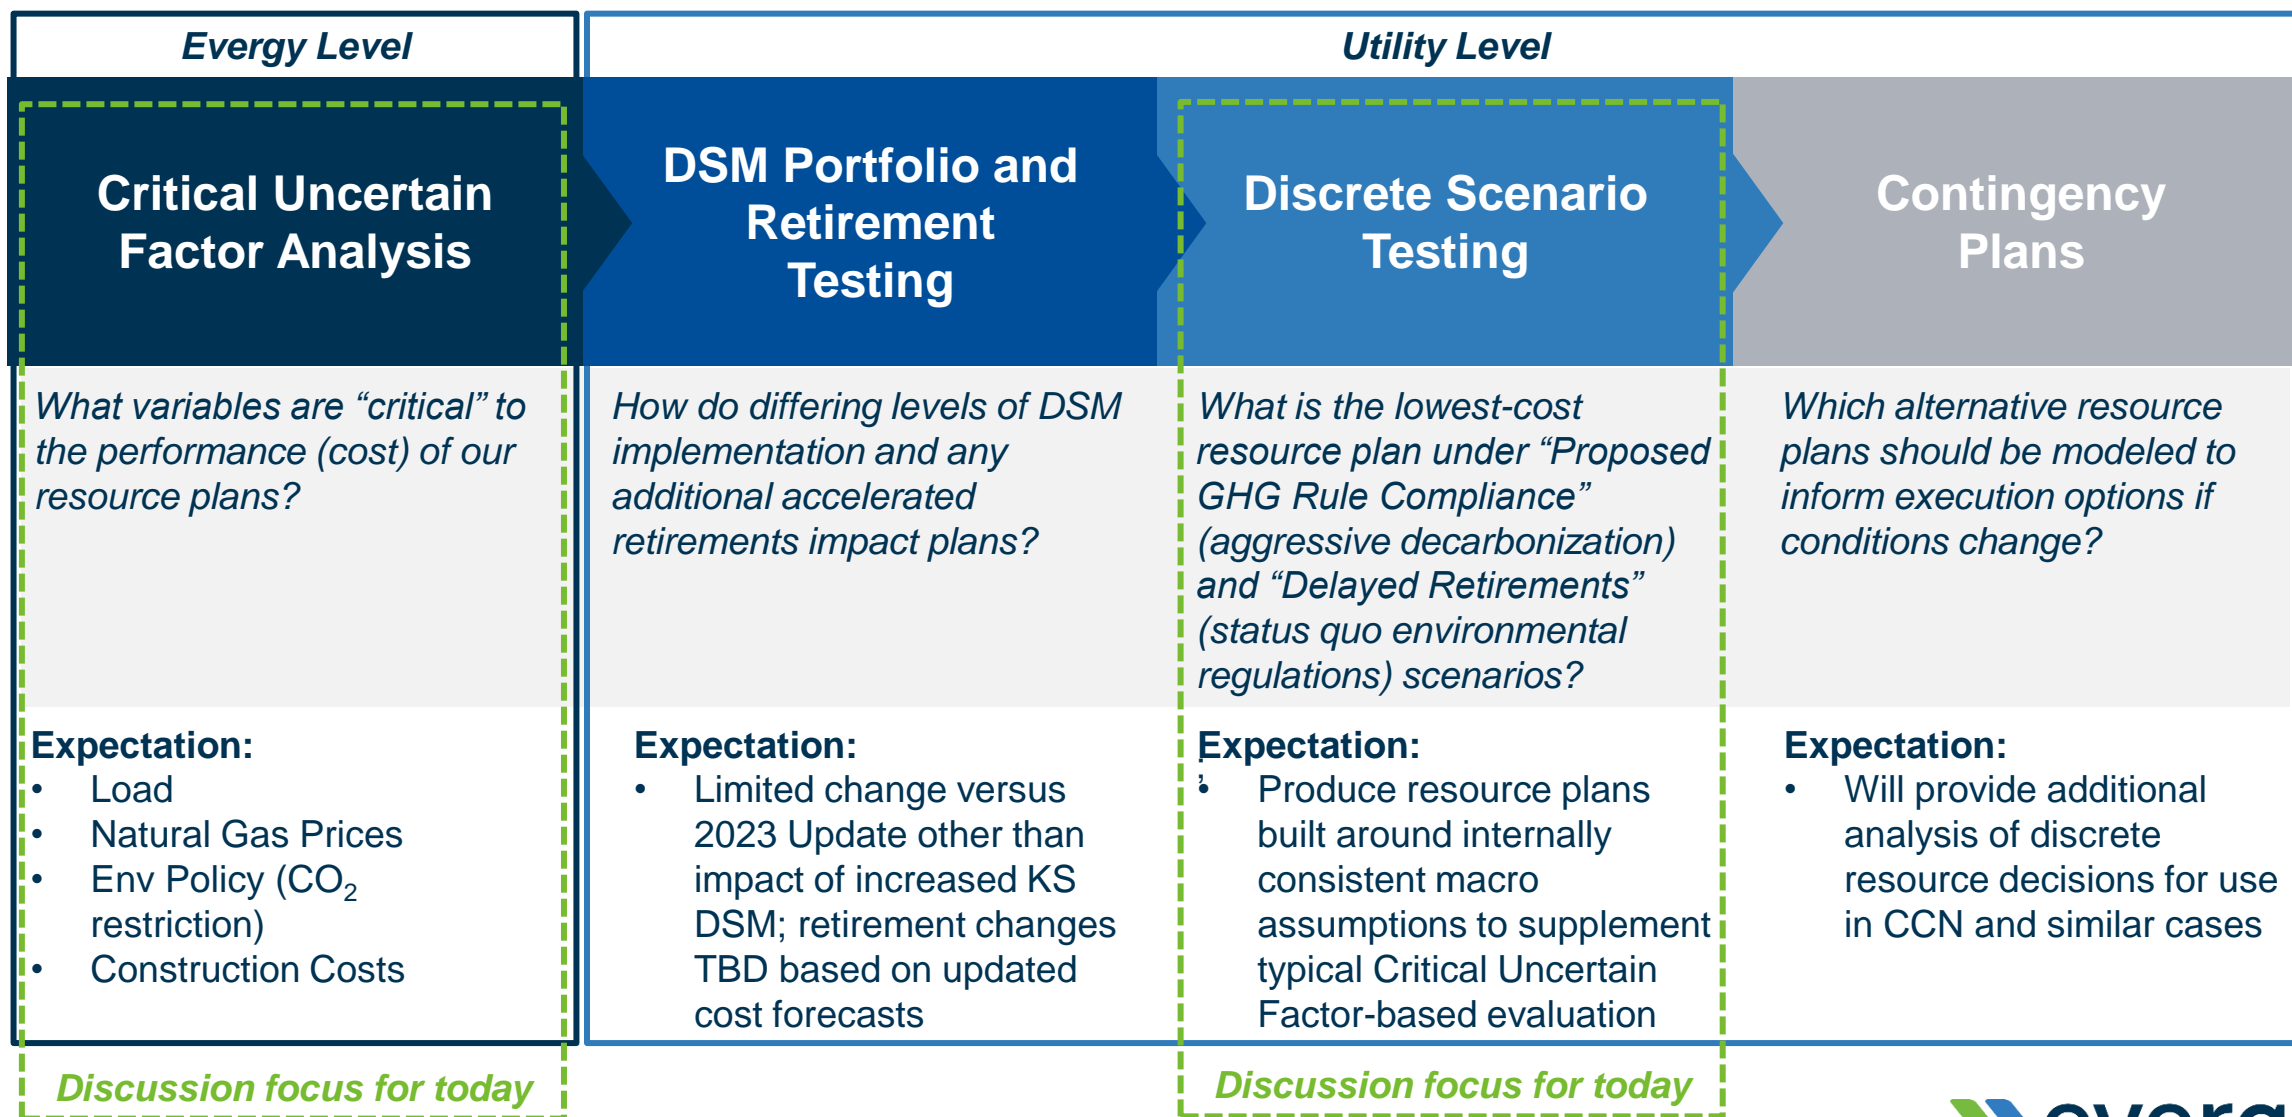 Evergy Level
Utility Level
Critical Uncertain
Factor Analysis
DSM Portfolio and
Retirement
Testing
Discrete Scenario
Testing
Contingency
Plans
What variables are “critical” to
the performance (cost) of our
resource plans?
How do differing levels of DSM
implementation and any
additional accelerated
retirements impact plans?
What is the lowest-cost
resource plan under “Proposed
GHG Rule Compliance”
(aggressive decarbonization)
and “Delayed Retirements”
(status quo environmental
regulations) scenarios?
Which alternative resource
plans should be modeled to
inform execution options if
conditions change?
Expectation:
• Load
• Natural Gas Prices
• Env Policy (CO₂
restriction)
• Construction Costs
Expectation:
• Limited change versus
2023 Update other than
impact of increased KS
DSM; retirement changes
TBD based on updated
cost forecasts
Expectation:
• Produce resource plans
built around internally
consistent macro
assumptions to supplement
typical Critical Uncertain
Factor-based evaluation
Expectation:
• Will provide additional
analysis of discrete
resource decisions for use
in CCN and similar cases
Discussion focus for today
Discussion focus for today